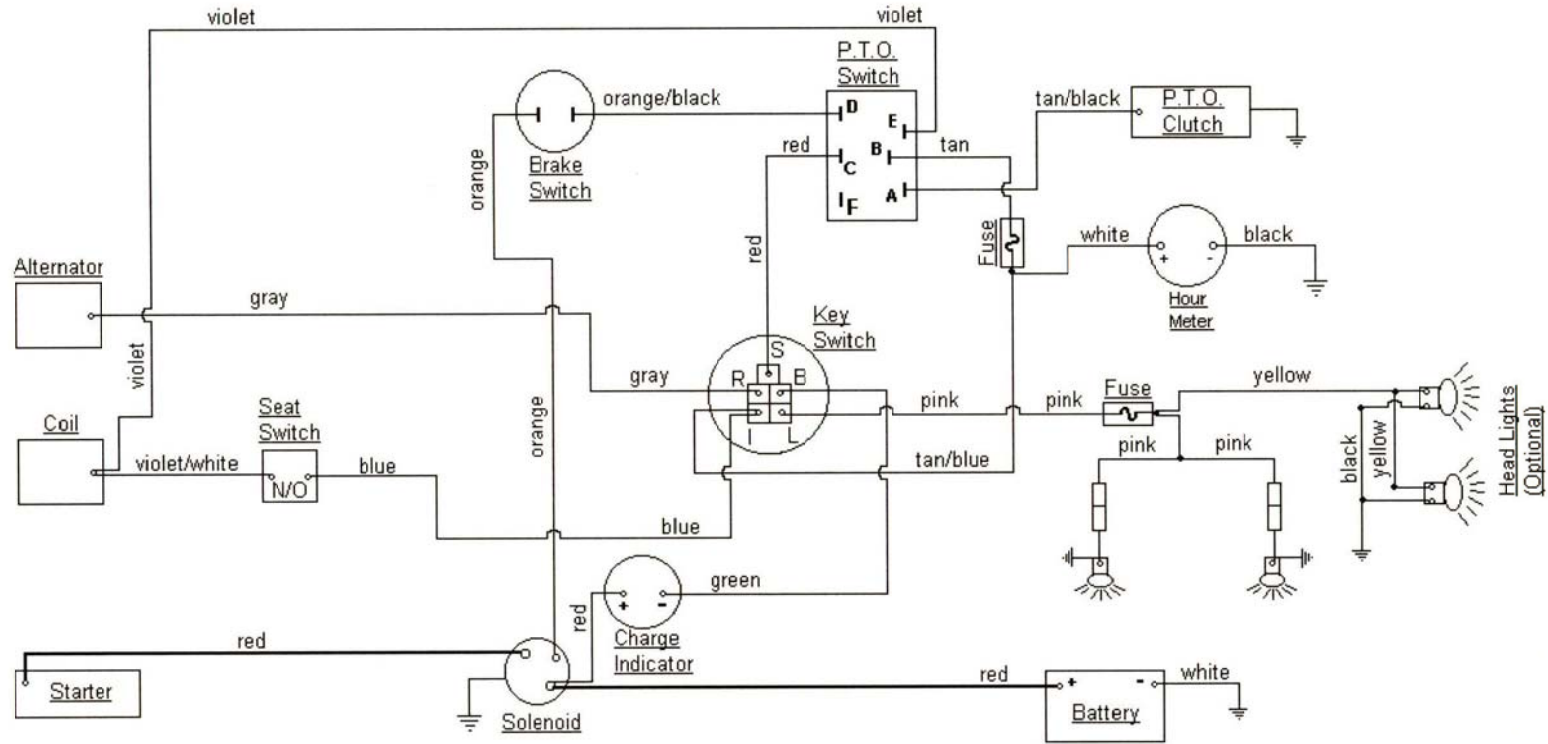 violet
violet
P.T.O.
Switch
orange/black
D
E
tan/black
P.T.O.
Clutch
red
C
B
tan
Brake
Switch
orange
F
A
Fuse
white
+
-
black
Hour
Meter
red
Alternator
gray
Key
Switch
S
violet
gray
R
B
pink
pink
Fuse
yellow
Head Lights
(Optional)
I
L
Coil
Seat
Switch
orange
violet/white
N/O
blue
tan/blue
pink
pink
black
yellow
blue
green
+
-
red
Charge
Indicator
red
Starter
Solenoid
red
+
-
white
Battery